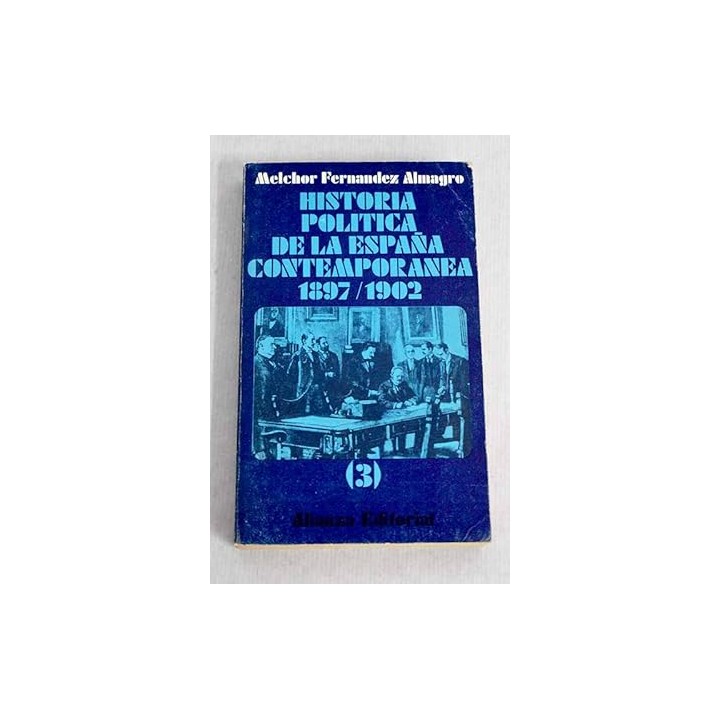 Melchor Fernandez Almagro
HISTORIA
POLITICA
DE LA ESPAÑA
CONTEMPORANEA
1897/1902
(3)
Alianza Editorial